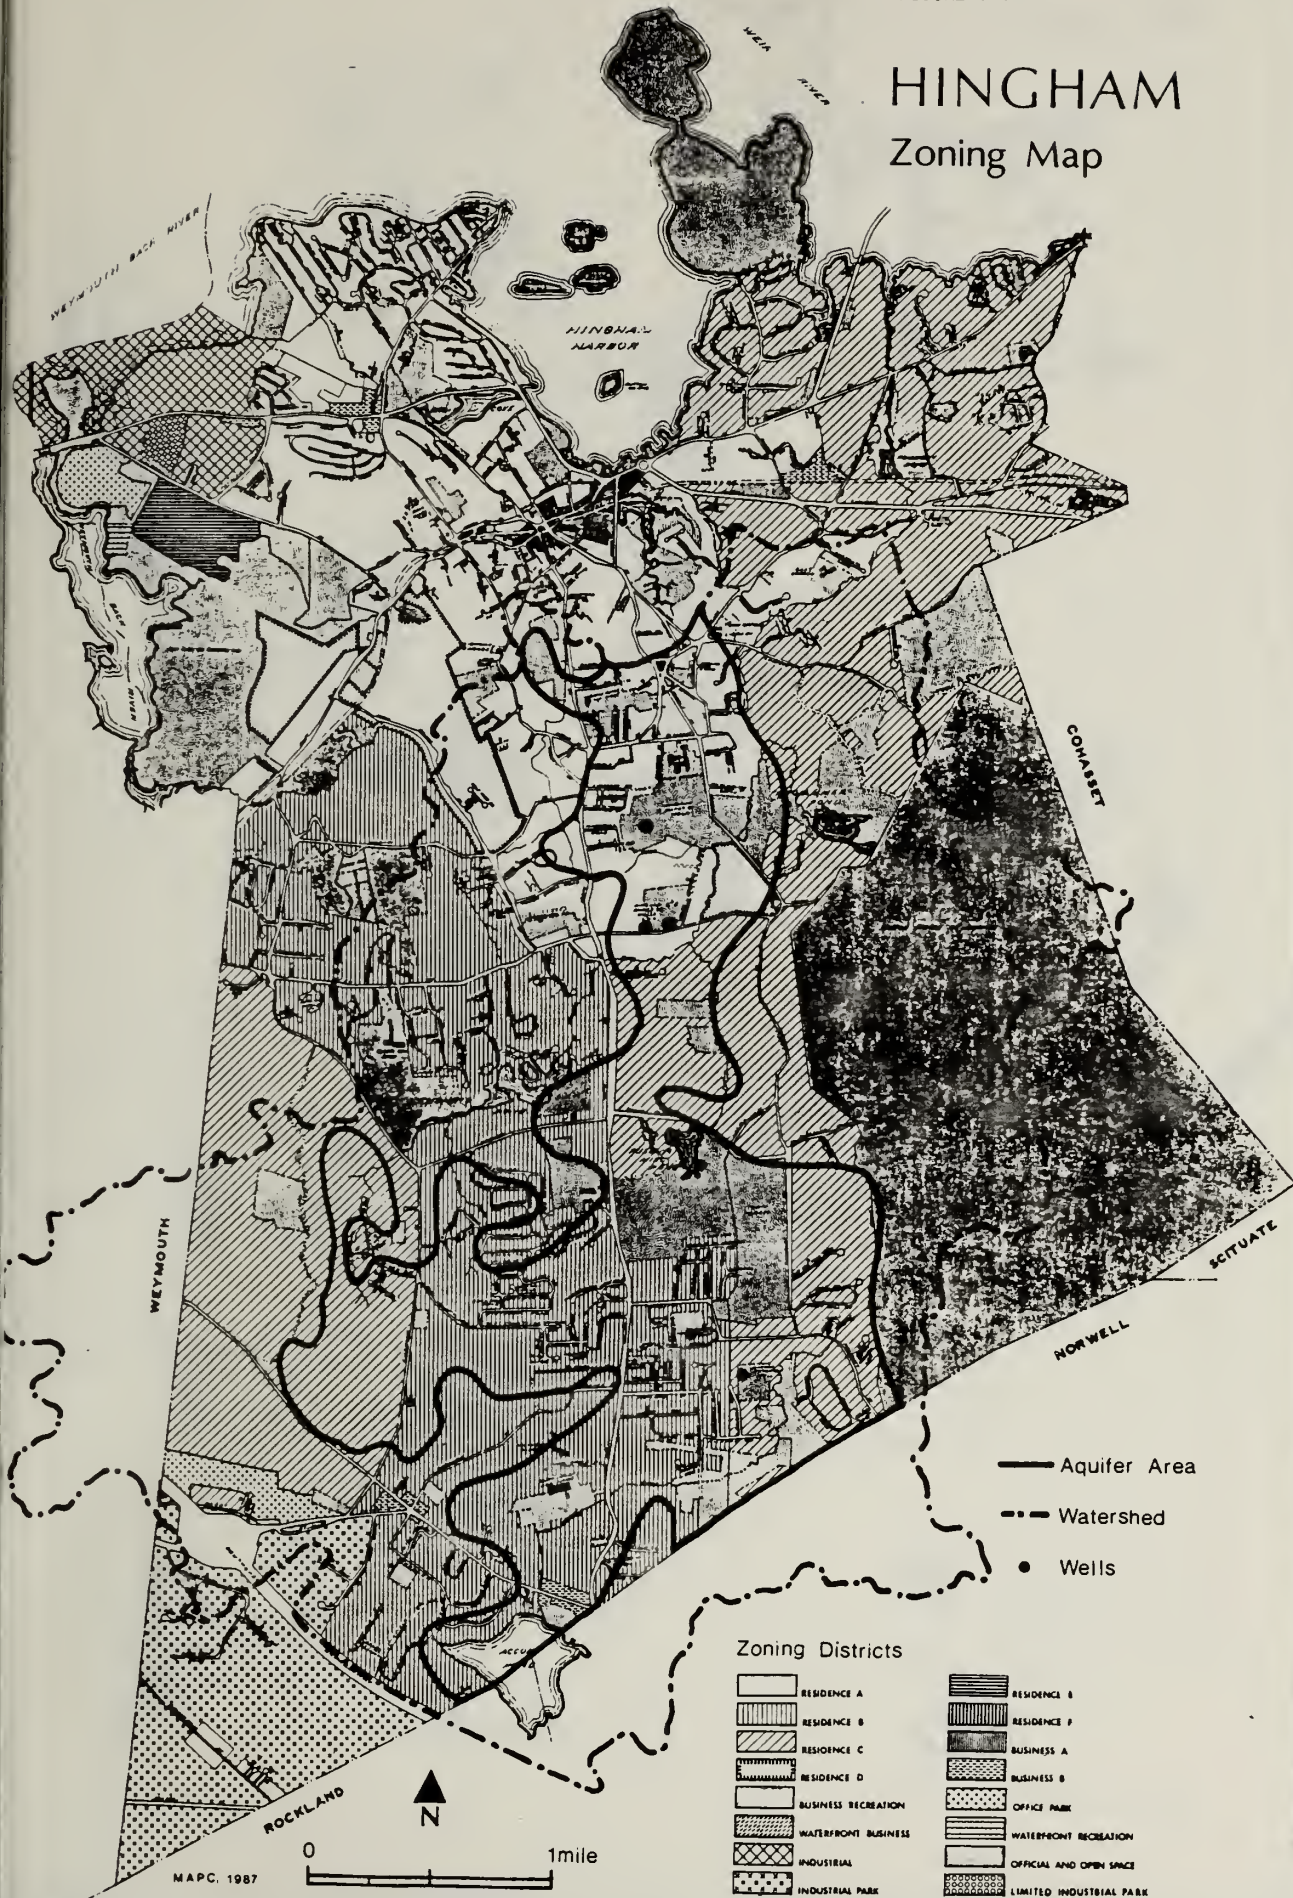 HINGHAM
Zoning Map
WEIR
RIVER
WEYMOUTH BACK RIVER
HINGHAM
HARBOR
BACK
RIVER
COHASSET
WEYMOUTH
SCITUATE
NORWELL
ROCKLAND
Aquifer Area
Watershed
Wells
Zoning Districts
RESIDENCE A
RESIDENCE B
RESIDENCE C
RESIDENCE D
BUSINESS RECREATION
WATERFRONT BUSINESS
INDUSTRIAL
INDUSTRIAL PARK
RESIDENCE E
RESIDENCE F
BUSINESS A
BUSINESS B
OFFICE PARK
WATERFRONT RECREATION
OFFICIAL AND OPEN SPACE
LIMITED INDUSTRIAL PARK
N
0
1mile
MAPC, 1987